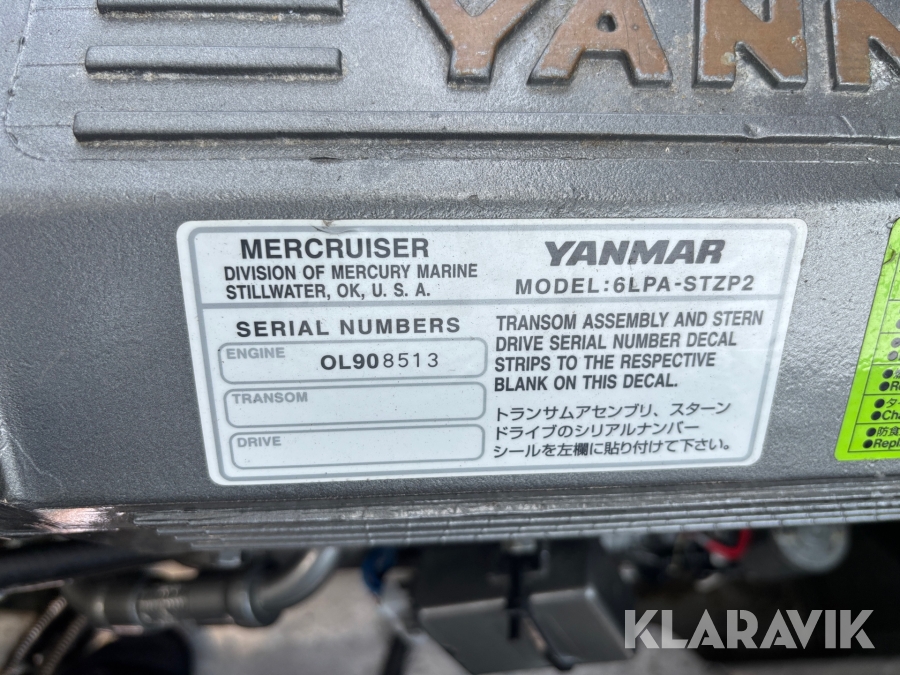 YANM
MERCRUISER
DIVISION OF MERCURY MARINE
STILLWATER, OK, U. S. A.
YANMAR
MODEL:6LPA-STZP2
SERIAL NUMBERS
ENGINE OL908513
TRANSOM
DRIVE
TRANSOM ASSEMBLY AND STERN
DRIVE SERIAL NUMBER DECAL
STRIPS TO THE RESPECTIVE
BLANK ON THIS DECAL.
トランサムアセンブリ、スターン
ドライブのシリアルナンバー
シールを左欄に貼り付けて下さい。
●Cha
●防食
●Repl
KLARAVIK